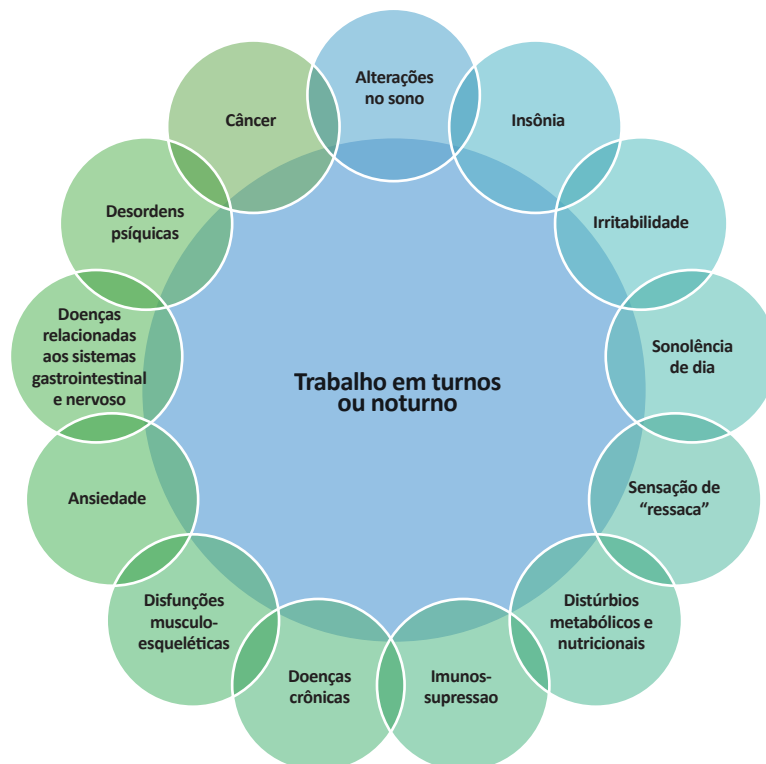 Alterações
no sono
Insônia
Irritabilidade
Sonolência
de dia
Sensação de
“ressaca”
Distúrbios
metabólicos e
nutricionais
Imunos-
supressao
Doenças
crônicas
Disfunções
musculo-
esqueléticas
Ansiedade
Doenças
relacionadas
aos sistemas
gastrointestinal
e nervoso
Desordens
psíquicas
Câncer
Trabalho em turnos
ou noturno